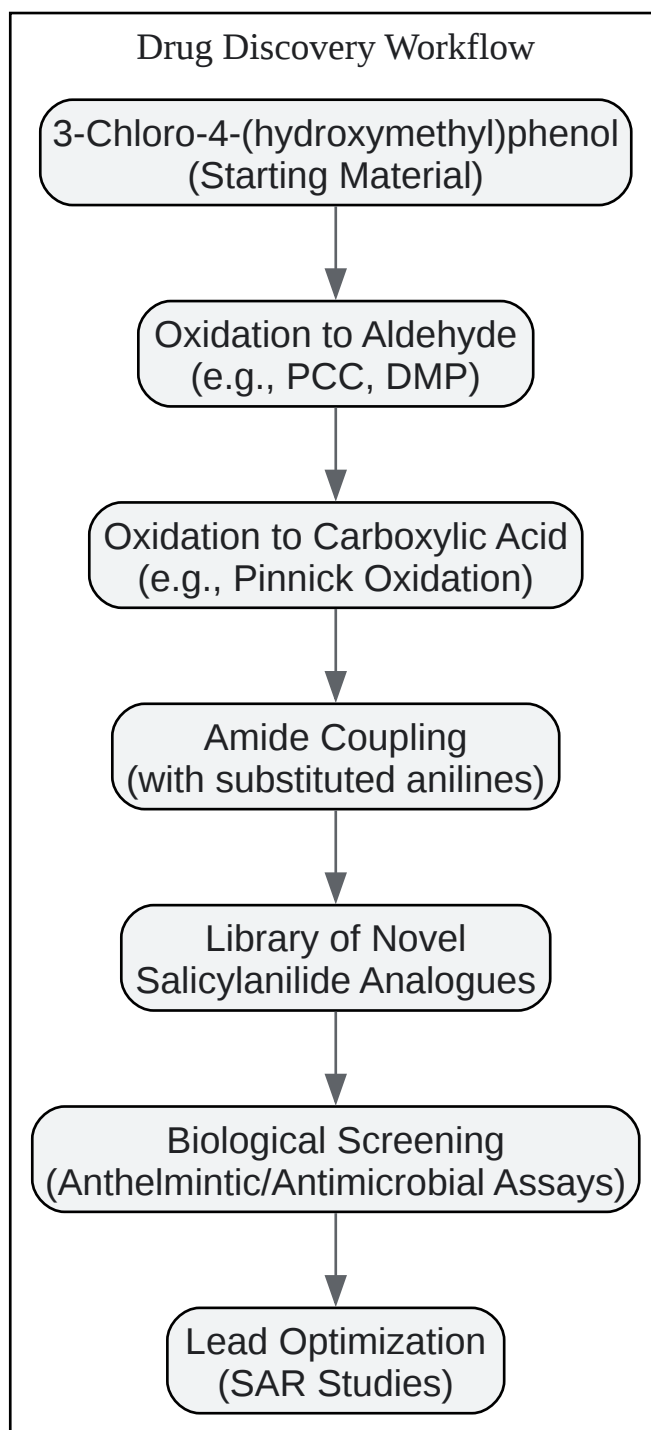 Drug Discovery Workflow
3-Chloro-4-(hydroxymethyl)phenol
(Starting Material)
Oxidation to Aldehyde
(e.g., PCC, DMP)
Oxidation to Carboxylic Acid
(e.g., Pinnick Oxidation)
Amide Coupling
(with substituted anilines)
Library of Novel
Salicylanilide Analogues
Biological Screening
(Anthelmintic/Antimicrobial Assays)
Lead Optimization
(SAR Studies)